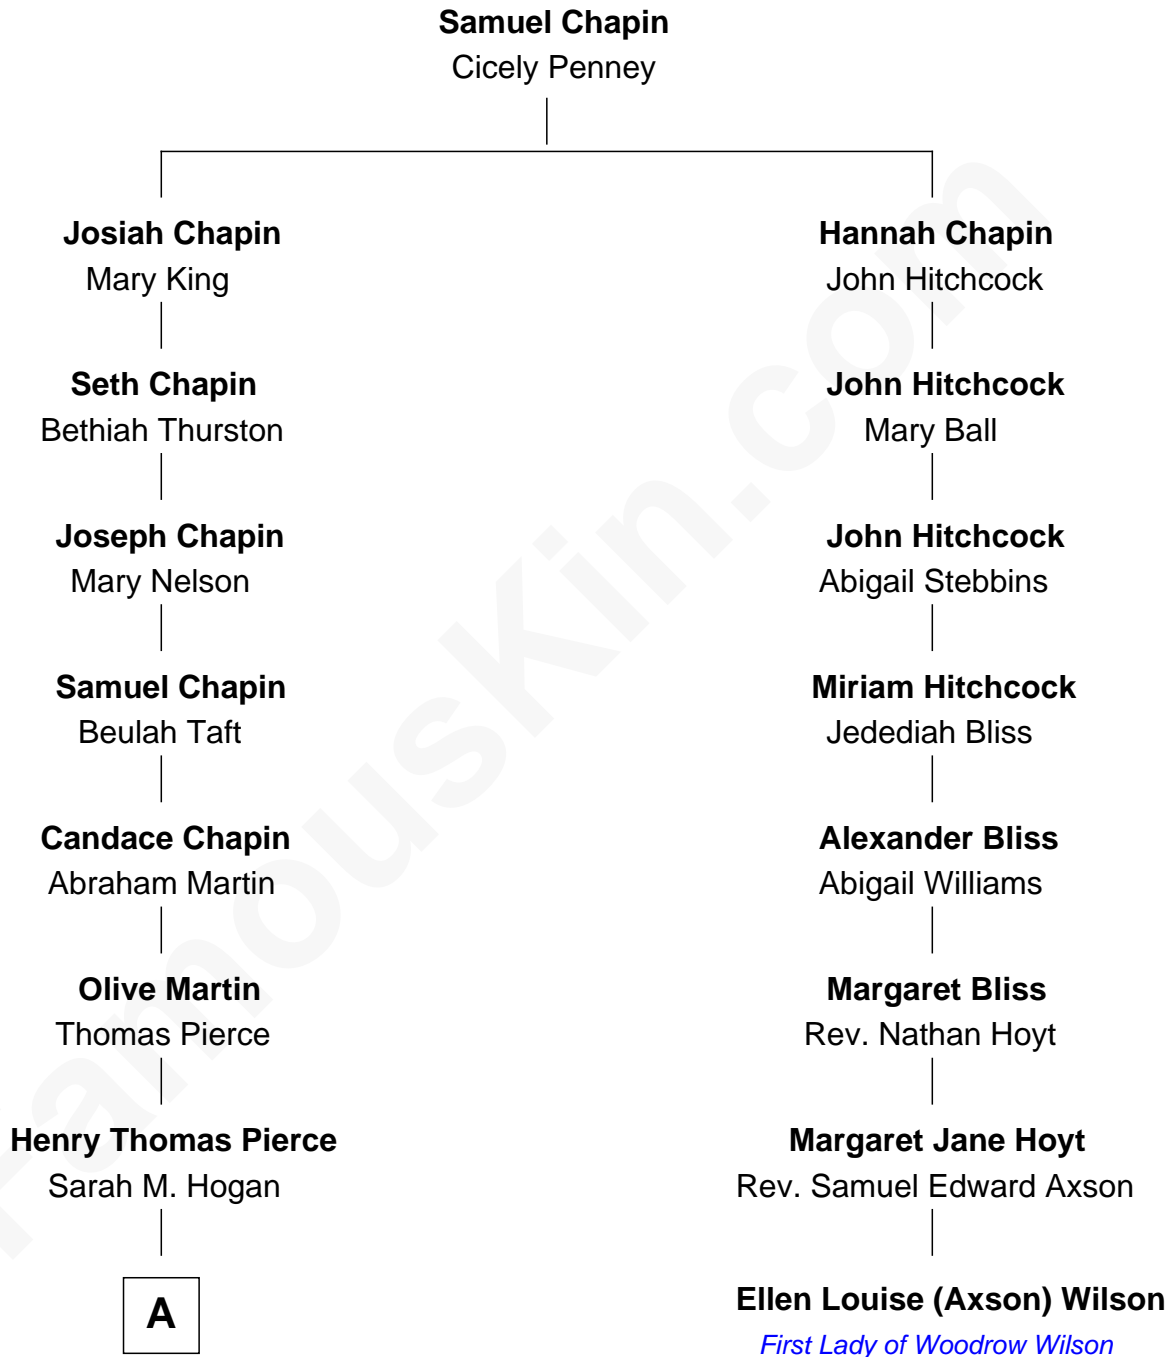 Samuel Chapin
Cicely Penney
Josiah Chapin
Mary King
Hannah Chapin
John Hitchcock
Seth Chapin
Bethiah Thurston
John Hitchcock
Mary Ball
Joseph Chapin
Mary Nelson
John Hitchcock
Abigail Stebbins
Samuel Chapin
Beulah Taft
Miriam Hitchcock
Jedediah Bliss
Candace Chapin
Abraham Martin
Alexander Bliss
Abigail Williams
Olive Martin
Thomas Pierce
Margaret Bliss
Rev. Nathan Hoyt
Henry Thomas Pierce
Sarah M. Hogan
Margaret Jane Hoyt
Rev. Samuel Edward Axson
A
Ellen Louise (Axson) Wilson
First Lady of Woodrow Wilson
FamousKin.com